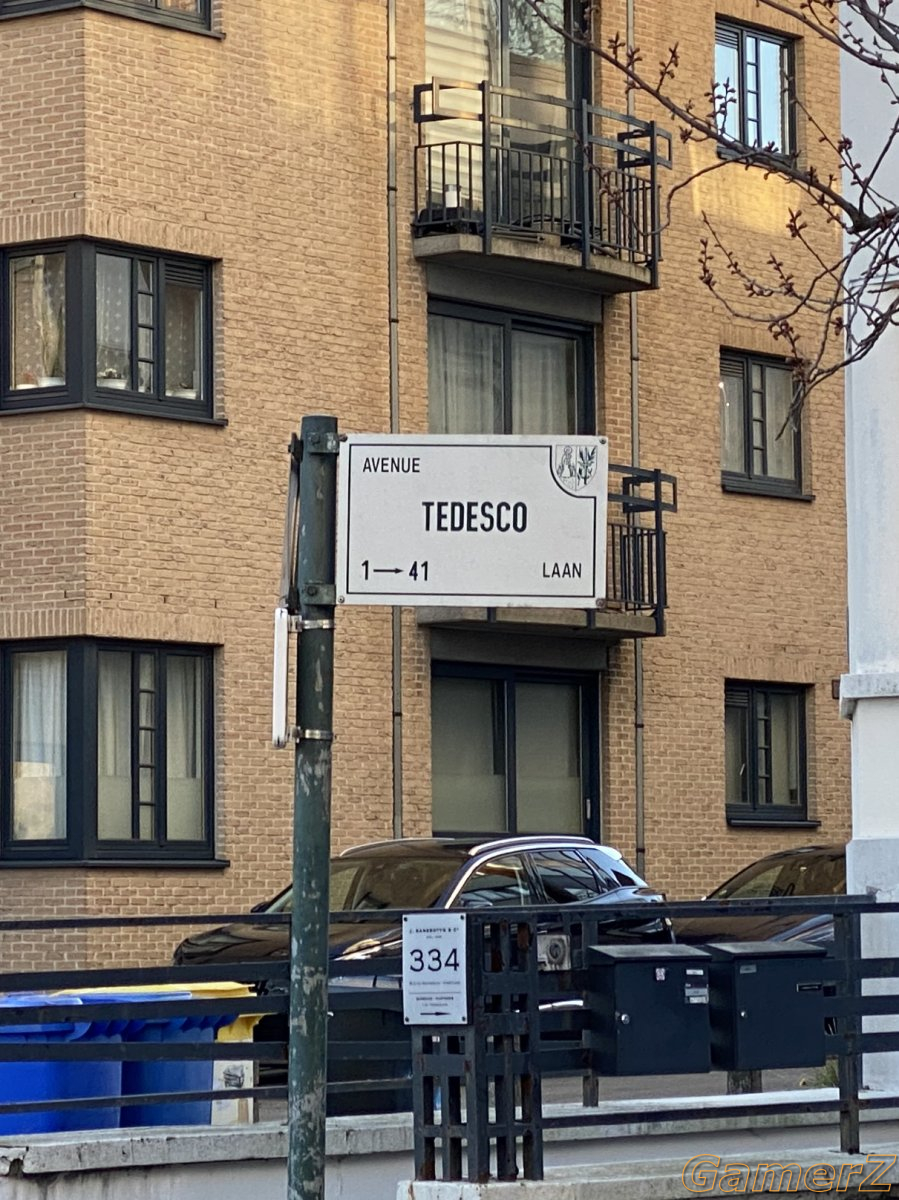 AVENUE
TEDESCO
1→41
LAAN
334
GamerZ